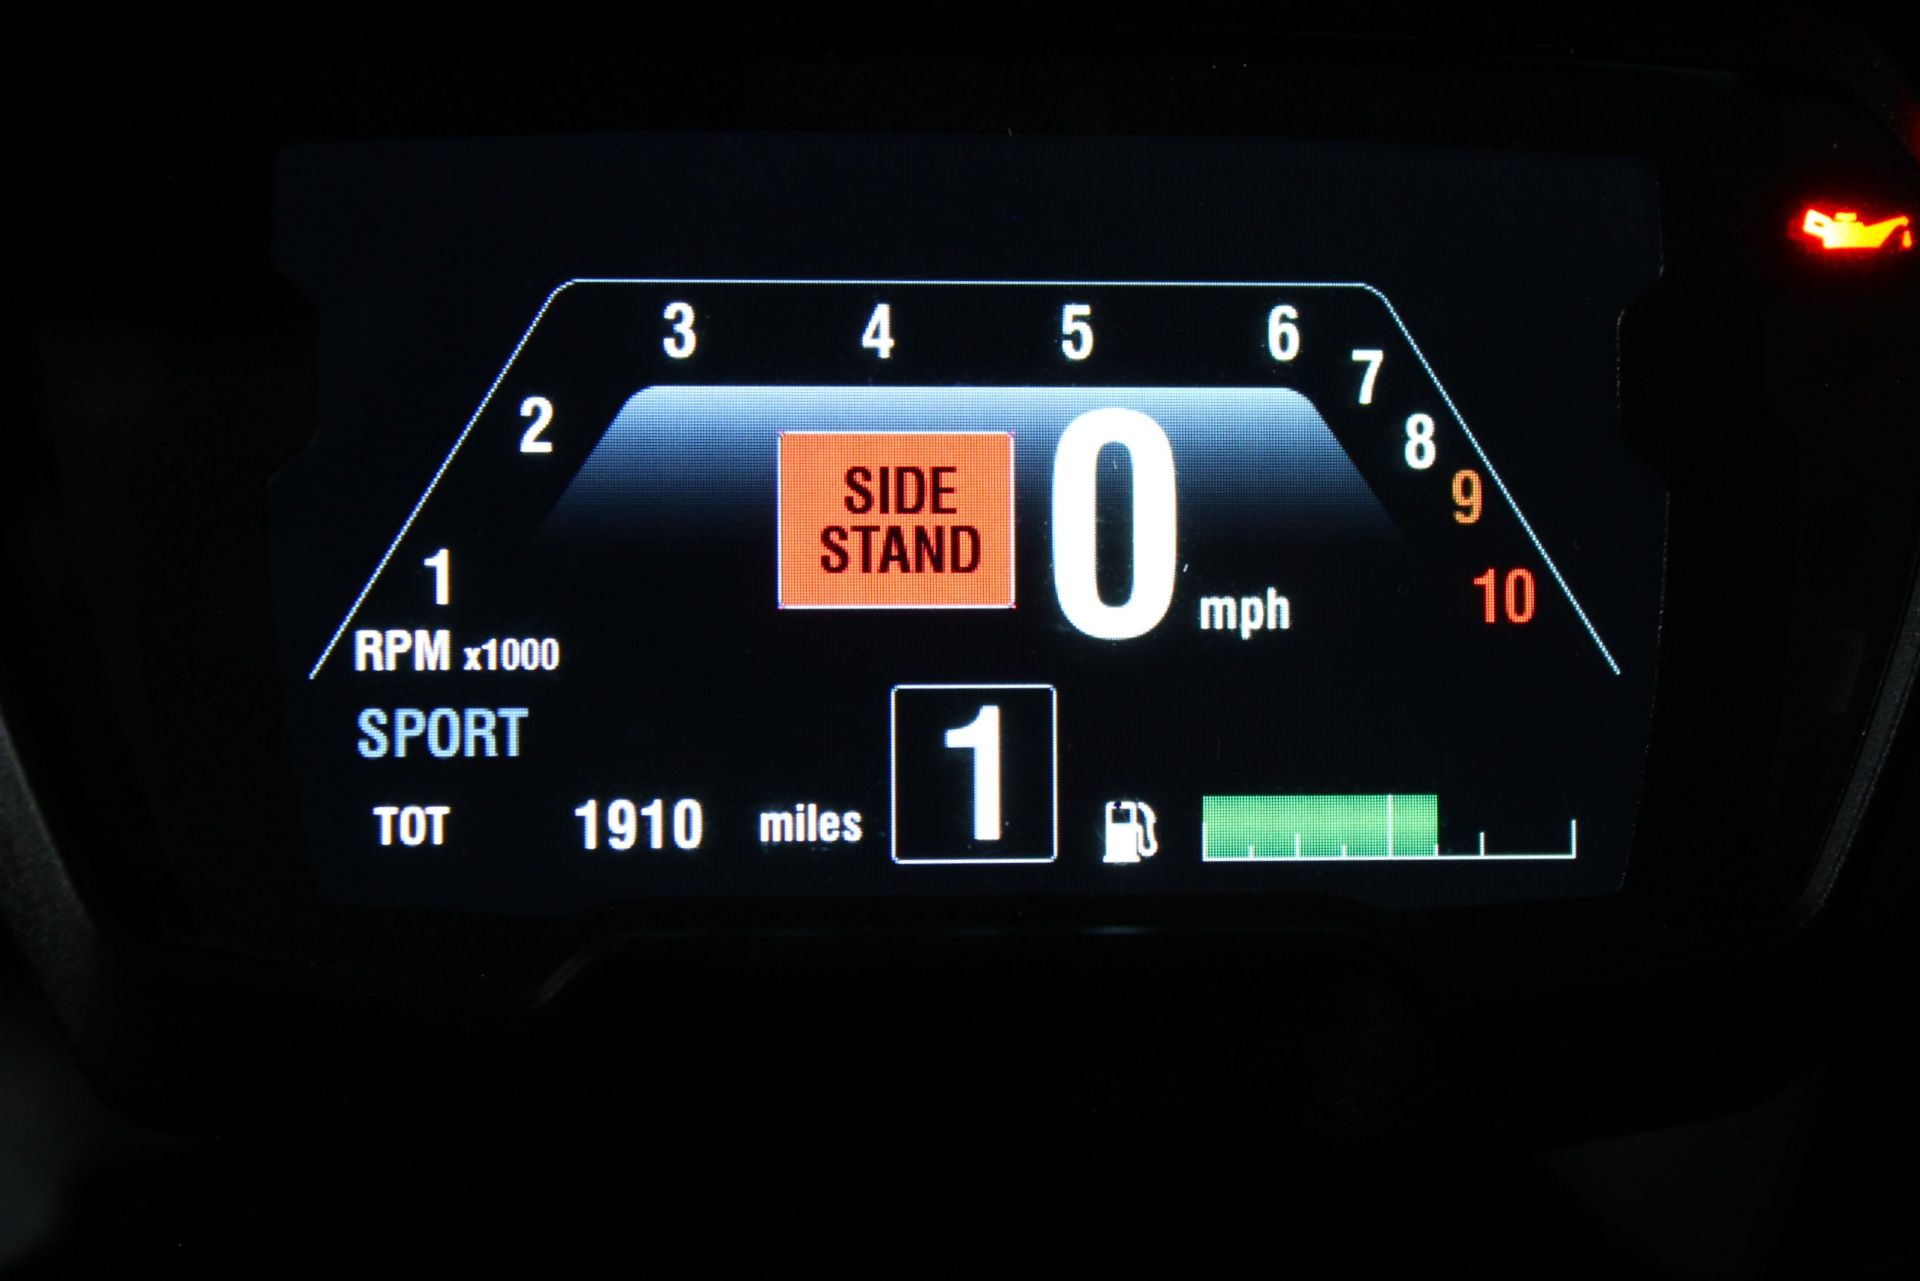 3 4 5 6
7
2
8
9
SIDE
STAND
0 mph
1
10
RPM x1000
SPORT
1
TOT 1910 miles